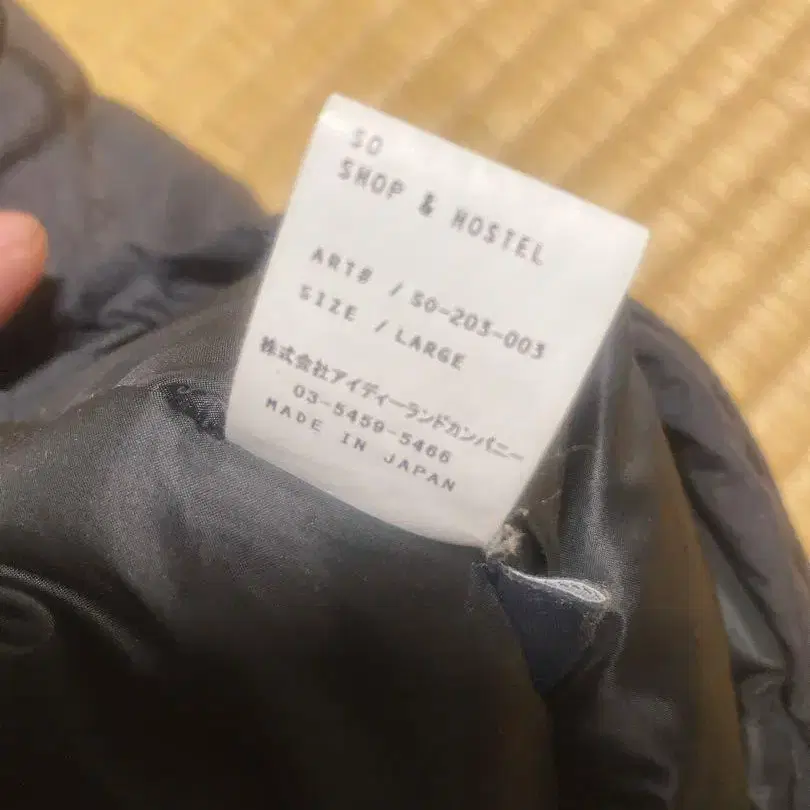 SO
SHOP & HOSTEL
ART# / SO-203-003
SIZE / LARGE
株式会社アイディーランドカンパニー
03-5459-5466
MADE IN JAPAN